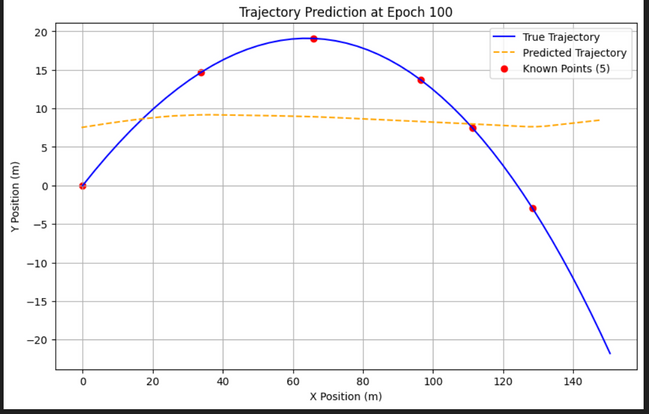 Trajectory Prediction at Epoch 100
True Trajectory
Predicted Trajectory
Known Points (5)
Y Position (m)
20
15
10
5
0
−5
−10
−15
−20
0
20
40
60
80
100
120
140
X Position (m)